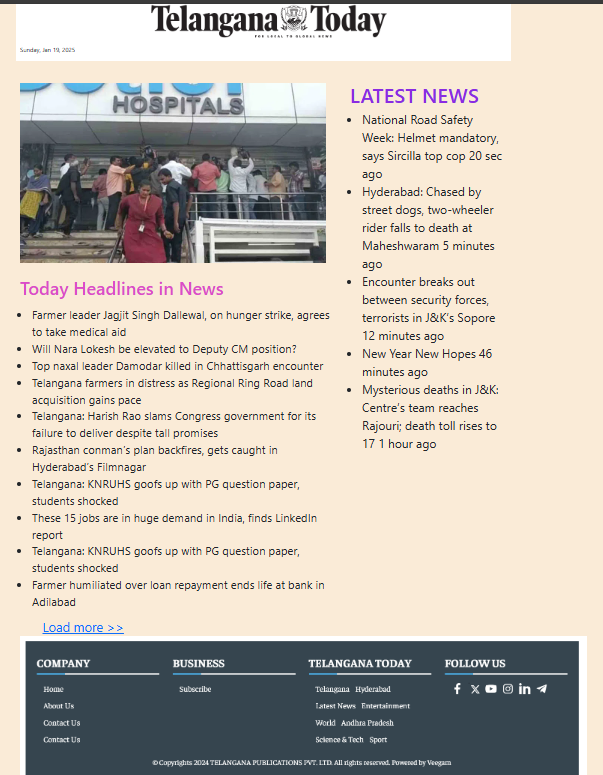 Telangana Today
FOR LOCAL TO GLOBAL NEWS
Sunday, Jan 19, 2025
HOSPITALS
Today Headlines in News
Farmer leader Jagjit Singh Dallewal, on hunger strike, agrees
to take medical aid
Will Nara Lokesh be elevated to Deputy CM position?
Top naxal leader Damodar killed in Chhattisgarh encounter
Telangana farmers in distress as Regional Ring Road land
acquisition gains pace
Telangana: Harish Rao slams Congress government for its
failure to deliver despite tall promises
Rajasthan conman's plan backfires, gets caught in
Hyderabad's Filmnagar
Telangana: KNRUHS goofs up with PG question paper,
students shocked
These 15 jobs are in huge demand in India, finds LinkedIn
report
Telangana: KNRUHS goofs up with PG question paper,
students shocked
Farmer humiliated over loan repayment ends life at bank in
Adilabad
Load more >>
LATEST NEWS
National Road Safety
Week: Helmet mandatory,
says Sircilla top cop 20 sec
ago
Hyderabad: Chased by
street dogs, two-wheeler
rider falls to death at
Maheshwaram 5 minutes
ago
Encounter breaks out
between security forces,
terrorists in J&K's Sopore
12 minutes ago
New Year New Hopes 46
minutes ago
Mysterious deaths in J&K:
Centre's team reaches
Rajouri; death toll rises to
17 1 hour ago
COMPANY
Home
About Us
Contact Us
Contact Us
BUSINESS
Subscribe
TELANGANA TODAY
Telangana Hyderabad
Latest News Entertainment
World Andhra Pradesh
Science & Tech Sport
FOLLOW US
© Copyrights 2024 TELANGANA PUBLICATIONS PVT. LTD. All rights reserved. Powered by Veegam